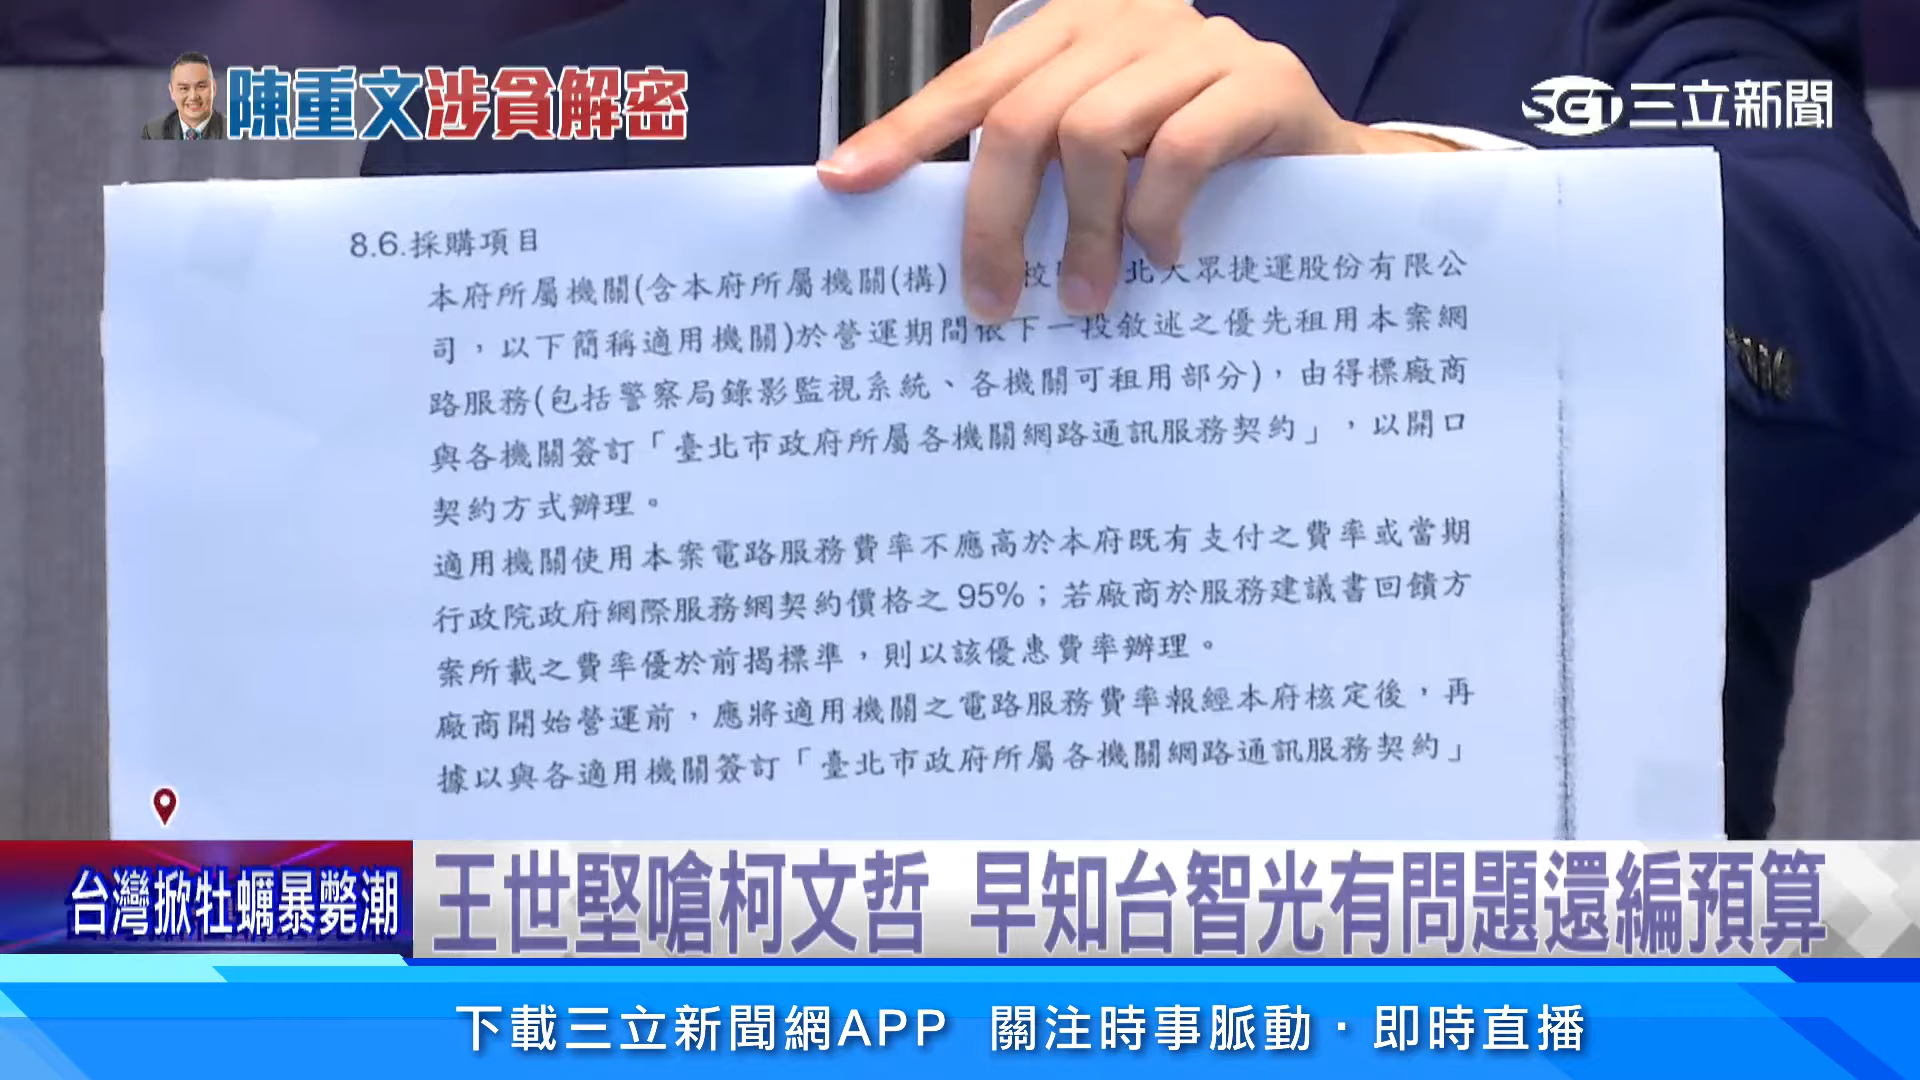 陳重文涉貪解密
SET三立新聞
8.6.採購項目
本府所屬機關(含本府所屬機關(構) 校 北大眾捷運股份有限公
司，以下簡稱適用機關)於營運期間依下一段敘述之優先租用本案網
路服務(包括警察局錄影監視系統、各機關可租用部分)，由得標廠商
與各機關簽訂「臺北市政府所屬各機關網路通訊服務契約」，以開口
契約方式辦理。
適用機關使用本案電路服務費率不應高於本府既有支付之費率或當期
行政院政府網際服務網契約價格之 95%；若廠商於服務建議書回饋方
案所載之費率優於前揭標準，則以該優惠費率辦理。
廠商開始營運前，應將適用機關之電路服務費率報經本府核定後，再
據以與各適用機關簽訂「臺北市政府所屬各機關網路通訊服務契約」
台灣掀牡蠣暴斃潮
王世堅嗆柯文哲 早知台智光有問題還編預算
下載三立新聞網APP 關注時事脈動·即時直播